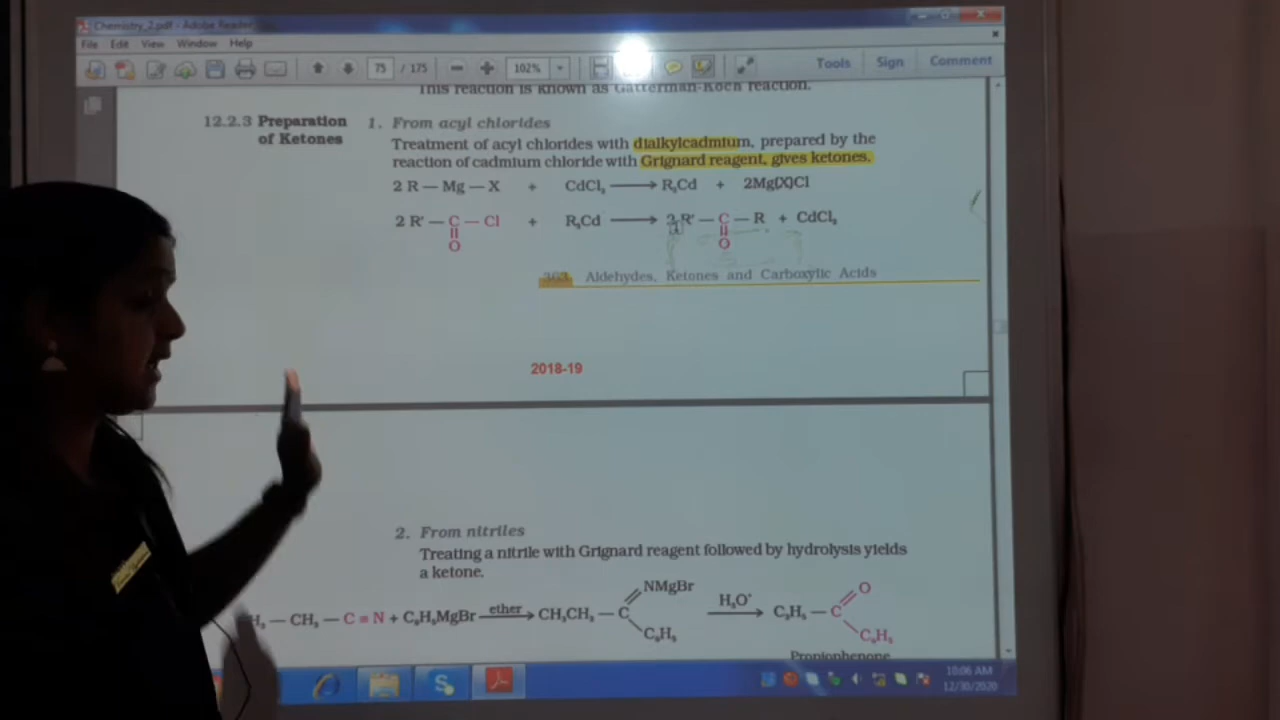 Chemistry_2.pdf - Adobe Reader
File Edit View Window Help
75 / 175 102% Tools Sign Comment
This reaction is known as Gatterman-Koch reaction.
12.2.3 Preparation of Ketones
1. From acyl chlorides
Treatment of acyl chlorides with dialkylcadmium, prepared by the
reaction of cadmium chloride with Grignard reagent, gives ketones.
2 R — Mg — X + CdCl₂ ⟶ R₂Cd + 2Mg(X)Cl
2 R' — C — Cl + R₂Cd ⟶ 2 R' — C — R + CdCl₂
O O
363 Aldehydes, Ketones and Carboxylic Acids
2018-19
2. From nitriles
Treating a nitrile with Grignard reagent followed by hydrolysis yields
a ketone.
NMgBr O
H₃ — CH₂ — C ≡ N + C₆H₅MgBr ether ⟶ CH₃CH₂ — C H₃O⁺ ⟶ C₂H₅ — C
C₆H₅ C₆H₅
Propiophenone
10:06 AM
12/30/2020